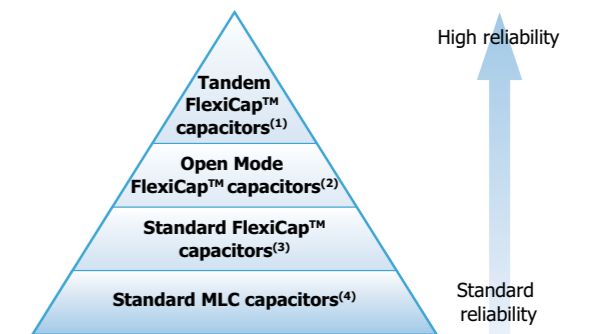 High reliability
Tandem
FlexiCap™
capacitors(1)
Open Mode
FlexiCap™ capacitors(2)
Standard FlexiCap™
capacitors(3)
Standard MLC capacitors(4)
Standard
reliability